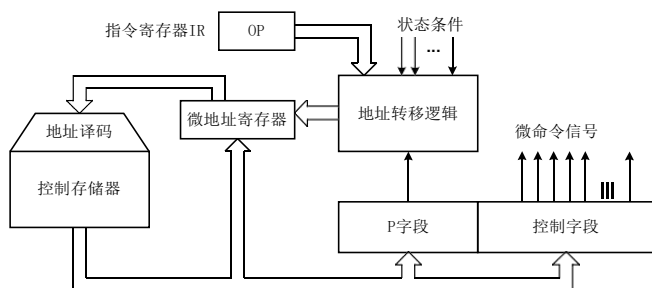 指令寄存器IR
OP
状态条件
...
地址译码
微地址寄存器
地址转移逻辑
控制存储器
微命令信号
P字段
控制字段